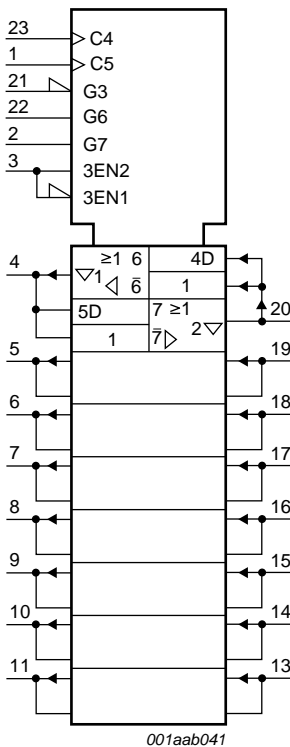 23 C4
1 C5
21 G3
22 G6
2 G7
3 3EN2
3EN1
4 ≥1 6 4D
▽1 ◁ 6̅ 1
5D 7 ≥1 20
1 7̅ ▷ 2 ▽
5 19
6 18
7 17
8 16
9 15
10 14
11 13
001aab041